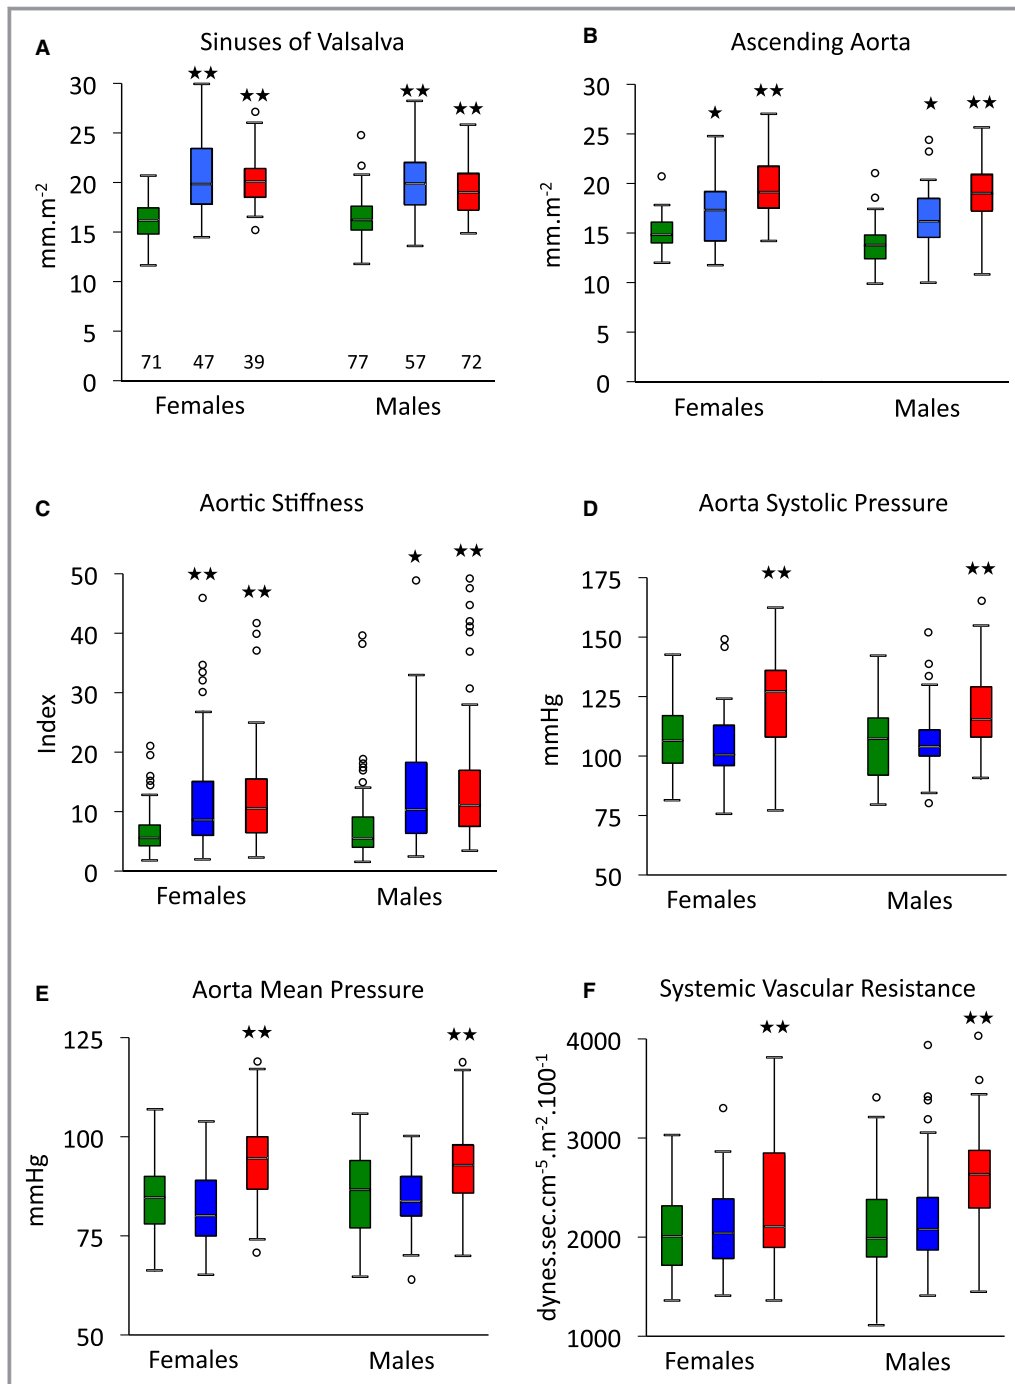 A
Sinuses of Valsalva
★★
★★
★★
★★
30
25
20
15
10
5
0
mm.m-2
71 47 39 77 57 72
Females Males
B
Ascending Aorta
★
★★
★
★★
30
25
20
15
10
5
0
mm.m-2
Females Males
C
Aortic Stiffness
★★
★★
★
★★
50
40
30
20
10
0
Index
Females Males
D
Aorta Systolic Pressure
★★
★★
175
150
125
100
75
50
mmHg
Females Males
E
Aorta Mean Pressure
★★
★★
125
100
75
50
mmHg
Females Males
F
Systemic Vascular Resistance
★★
★★
4000
3000
2000
1000
dynes.sec.cm-5.m-2.100-1
Females Males